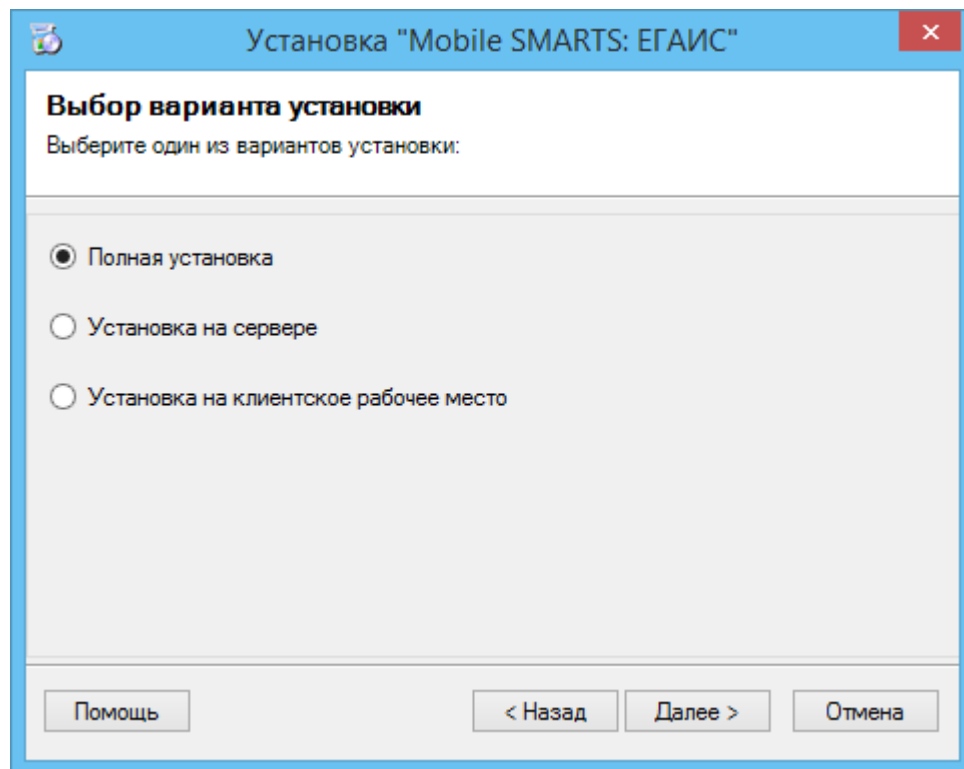 Установка "Mobile SMARTS: ЕГАИС"
Выбор варианта установки
Выберите один из вариантов установки:
Полная установка
Установка на сервере
Установка на клиентское рабочее место
Помощь
< Назад
Далее >
Отмена